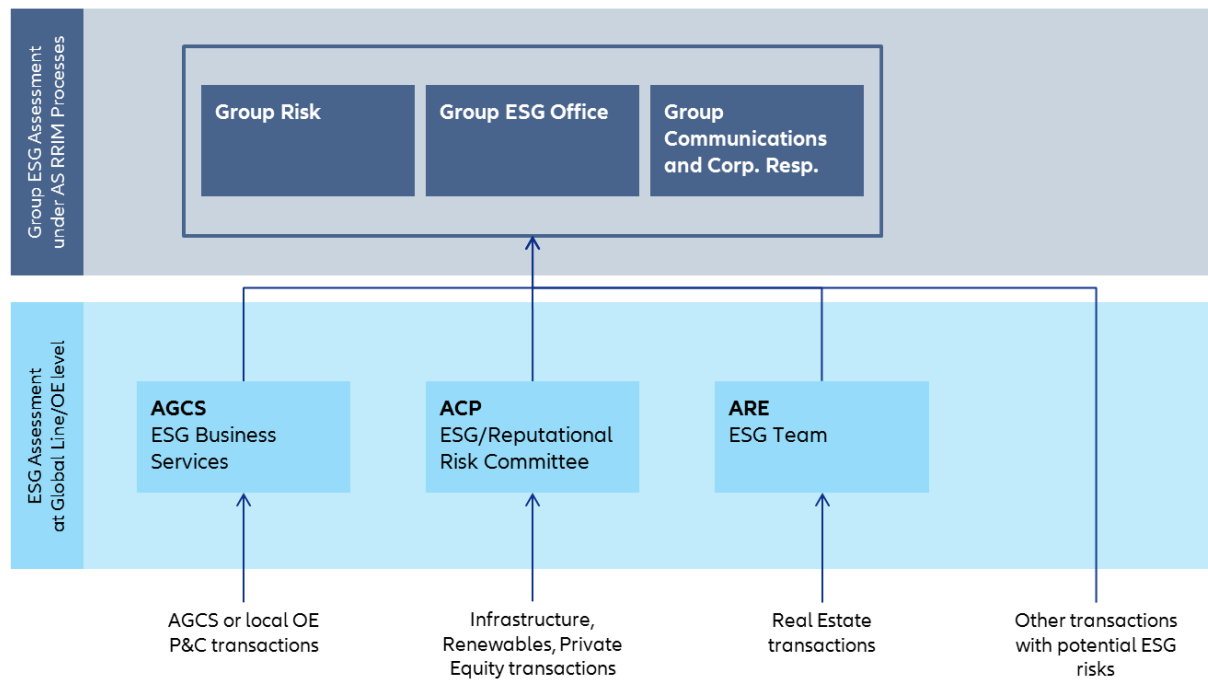 Group ESG Assessment
under AS RRIM Processes
Group Risk
Group ESG Office
Group
Communications
and Corp. Resp.
ESG Assessment
at Global Line/OE level
AGCS
ESG Business
Services
ACP
ESG/Reputational
Risk Committee
ARE
ESG Team
AGCS or local OE
P&C transactions
Infrastructure,
Renewables, Private
Equity transactions
Real Estate
transactions
Other transactions
with potential ESG
risks